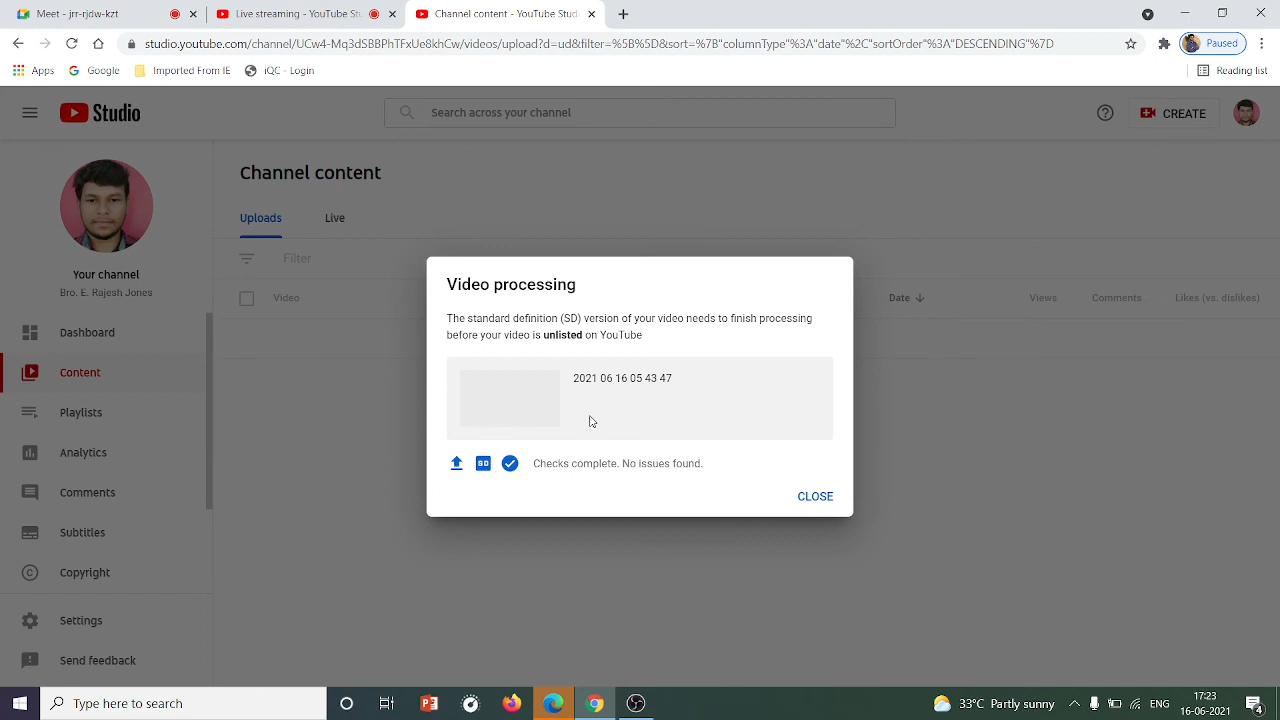 Meet - jrr-kzht
Live streaming - YouTube S
Channel videos - YouTube Stud
studio.youtube.com/channel/UCw4-Mq3dSBBPhTFxUe8khCw/videos/upload?d=ud&filter=%5B%5D&sort=%7B"columnType"%3A"date"%2C"sortOrder"%3A"DESCENDING"%7D
Paused
Apps
Google
Imported From IE
iQC - Login
Reading list
Studio
Search across your channel
CREATE
Channel content
Uploads
Live
Filter
Video
Date
Views
Comments
Likes (vs. dislikes)
Your channel
Bro. E. Rajesh Jones
Dashboard
Content
Playlists
Analytics
Comments
Subtitles
Copyright
Settings
Send feedback
Video processing
The standard definition (SD) version of your video needs to finish processing
before your video is unlisted on YouTube
2021 06 16 05 43 47
SD
Checks complete. No issues found.
CLOSE
Type here to search
33°C Partly sunny
ENG
17:23
16-06-2021